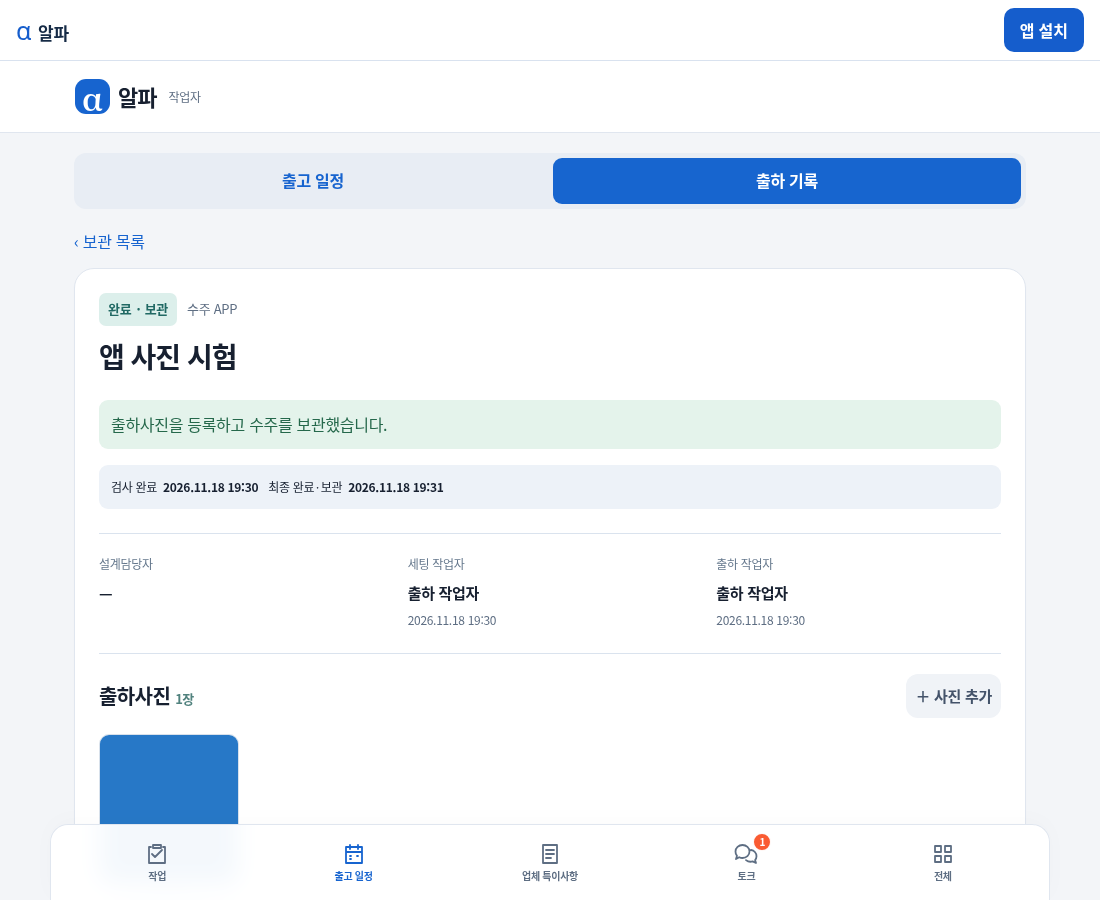 α 알파
앱 설치
α 알파 작업자
출고 일정
출하 기록
‹ 보관 목록
완료 · 보관 수주 APP
앱 사진 시험
출하사진을 등록하고 수주를 보관했습니다.
검사 완료 2026.11.18 19:30 최종 완료·보관 2026.11.18 19:31
설계담당자
—
세팅 작업자
출하 작업자
2026.11.18 19:30
출하 작업자
출하 작업자
2026.11.18 19:30
출하사진 1장
+ 사진 추가
작업
출고 일정
업체 특이사항
1
토크
전체